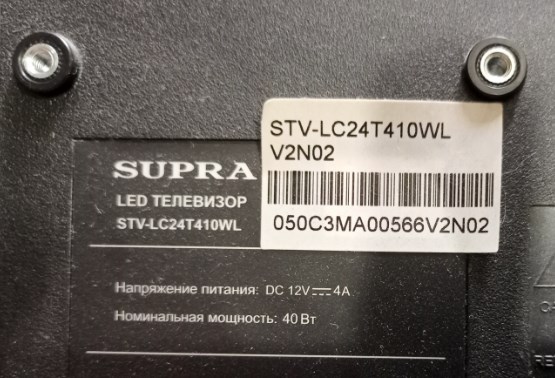 STV-LC24T410WL
V2N02
050C3MA00566V2N02
SUPRA
LED ТЕЛЕВИЗОР
STV-LC24T410WL
Напряжение питания: DC 12V⎓4A
Номинальная мощность: 40 Вт